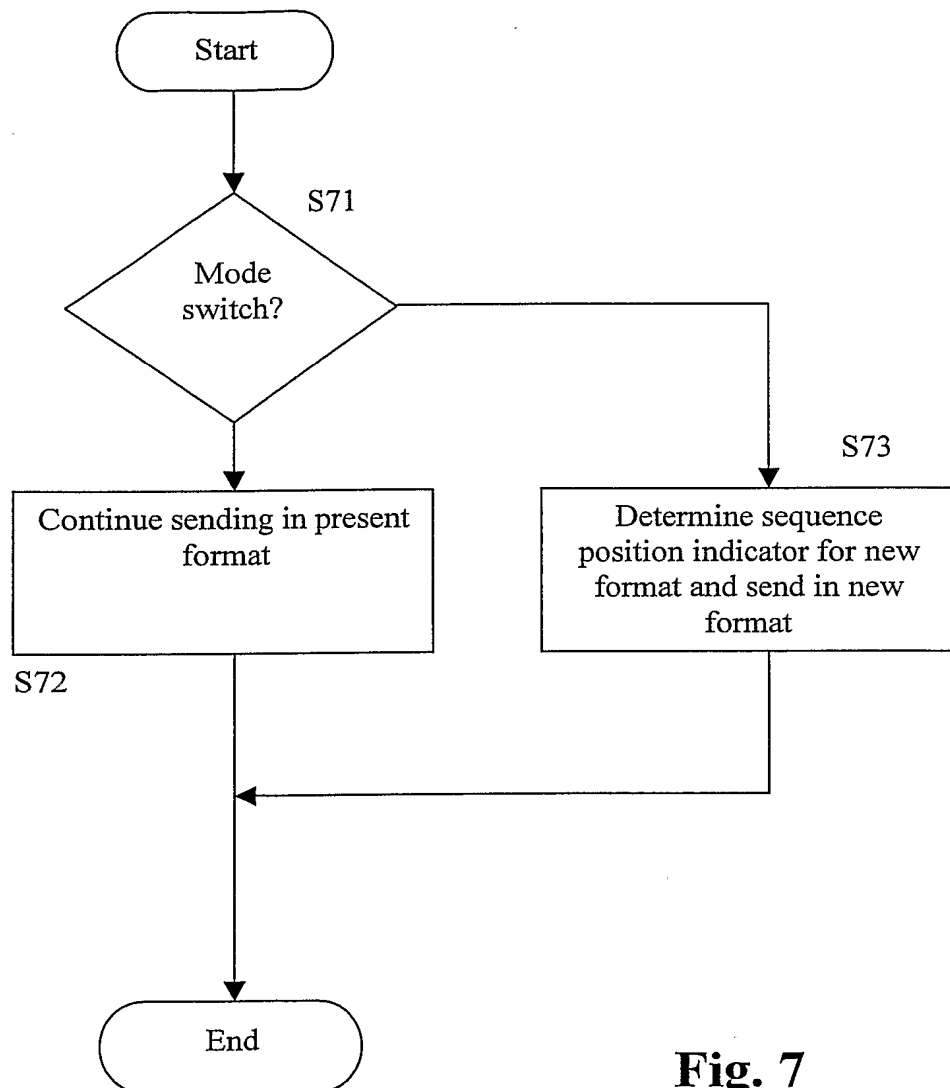 Start
S71
Mode
switch?
S73
Continue sending in present
format
Determine sequence
position indicator for new
format and send in new
format
S72
End
Fig. 7